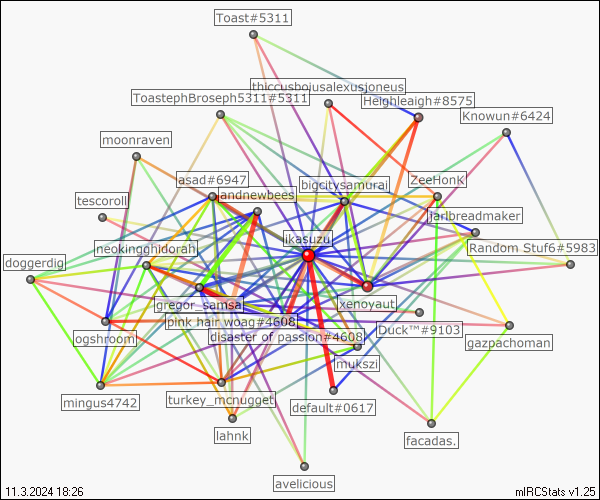 Toast#5311
thiccusbojusalexusjoneus
ToastephBroseph5311#5311
Heighleaigh#8575
Knowun#6424
moonraven
asad#6947
bigcitysamurai
ZeeHonK
andnewbees
tescoroll
jarlbreadmaker
ikasuzu
neokingghidorah
Random Stuf6#5983
doggerdig
gregor_samsa
xenoyaut
pink hair woag#4608
Duck™#9103
ogshroom
disaster of passion#4608
gazpachoman
mukszi
mingus4742
turkey_mcnugget
default#0617
lahnk
facadas.
avelicious
11.3.2024 18:26
mIRCStats v1.25